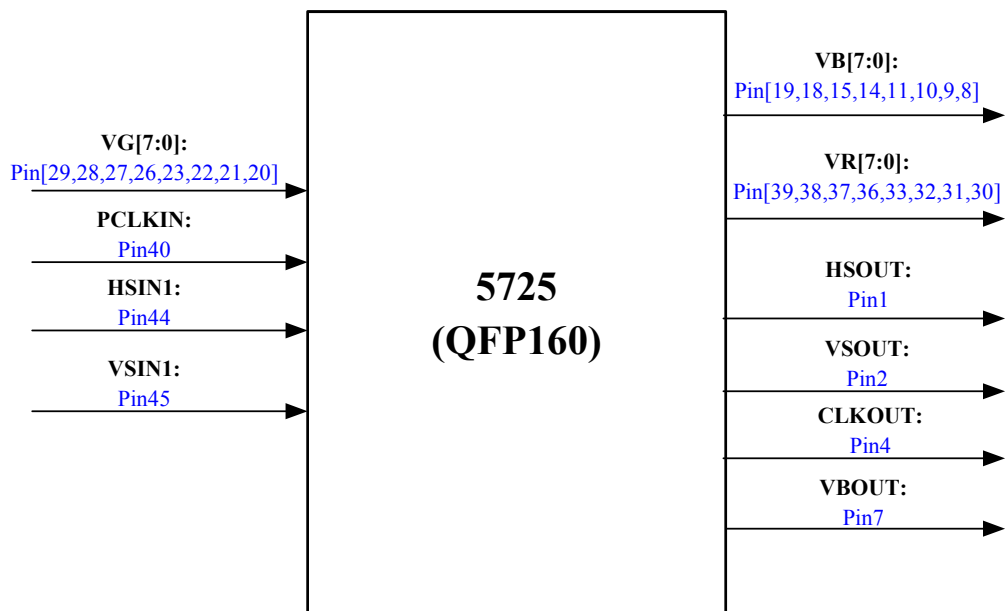 VG[7:0]:
Pin[29,28,27,26,23,22,21,20]
PCLKIN:
Pin40
HSIN1:
Pin44
VSIN1:
Pin45
5725
(QFP160)
VB[7:0]:
Pin[19,18,15,14,11,10,9,8]
VR[7:0]:
Pin[39,38,37,36,33,32,31,30]
HSOUT:
Pin1
VSOUT:
Pin2
CLKOUT:
Pin4
VBOUT:
Pin7